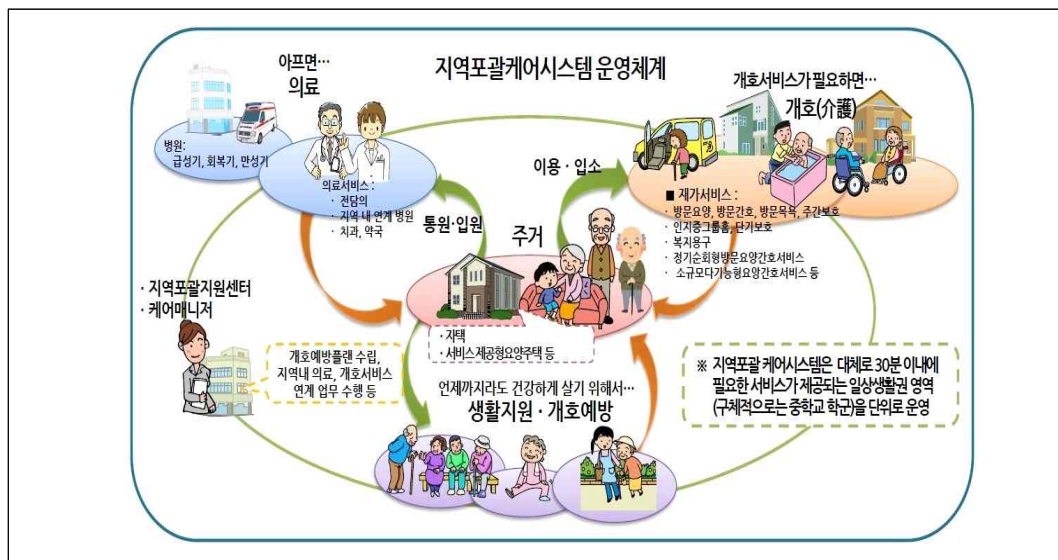 지역포괄케어시스템 운영체계
아프면…
의료
병원:
급성기, 회복기, 만성기
의료서비스 :
· 전담의
· 지역 내 연계 병원
· 치과, 약국
개호서비스가 필요하면…
개호(介護)
■ 재가서비스 :
· 방문요양, 방문간호, 방문목욕, 주간보호
· 인지증그룹홈, 단기보호
· 복지용구
· 정기순회형방문요양간호서비스
· 소규모다기능형요양간호서비스 등
통원·입원
이용 · 입소
주거
· 자택
· 서비스제공형요양주택 등
· 지역포괄지원센터
· 케어매니저
개호예방플랜 수립,
지역내 의료, 개호서비스
연계 업무 수행 등
언제까지라도 건강하게 살기 위해서…
생활지원 · 개호예방
※ 지역포괄 케어시스템은 대체로 30분 이내에
필요한 서비스가 제공되는 일상생활권 영역
(구체적으로는 중학교 학군)을 단위로 운영